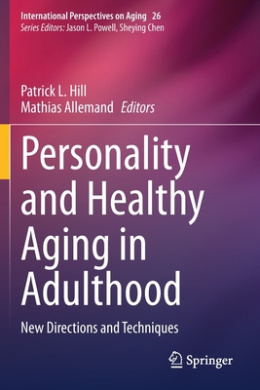 International Perspectives on Aging 26
Series Editors: Jason L. Powell, Sheying Chen
Patrick L. Hill
Mathias Allemand Editors
Personality
and Healthy
Aging in
Adulthood
New Directions and Techniques
Springer